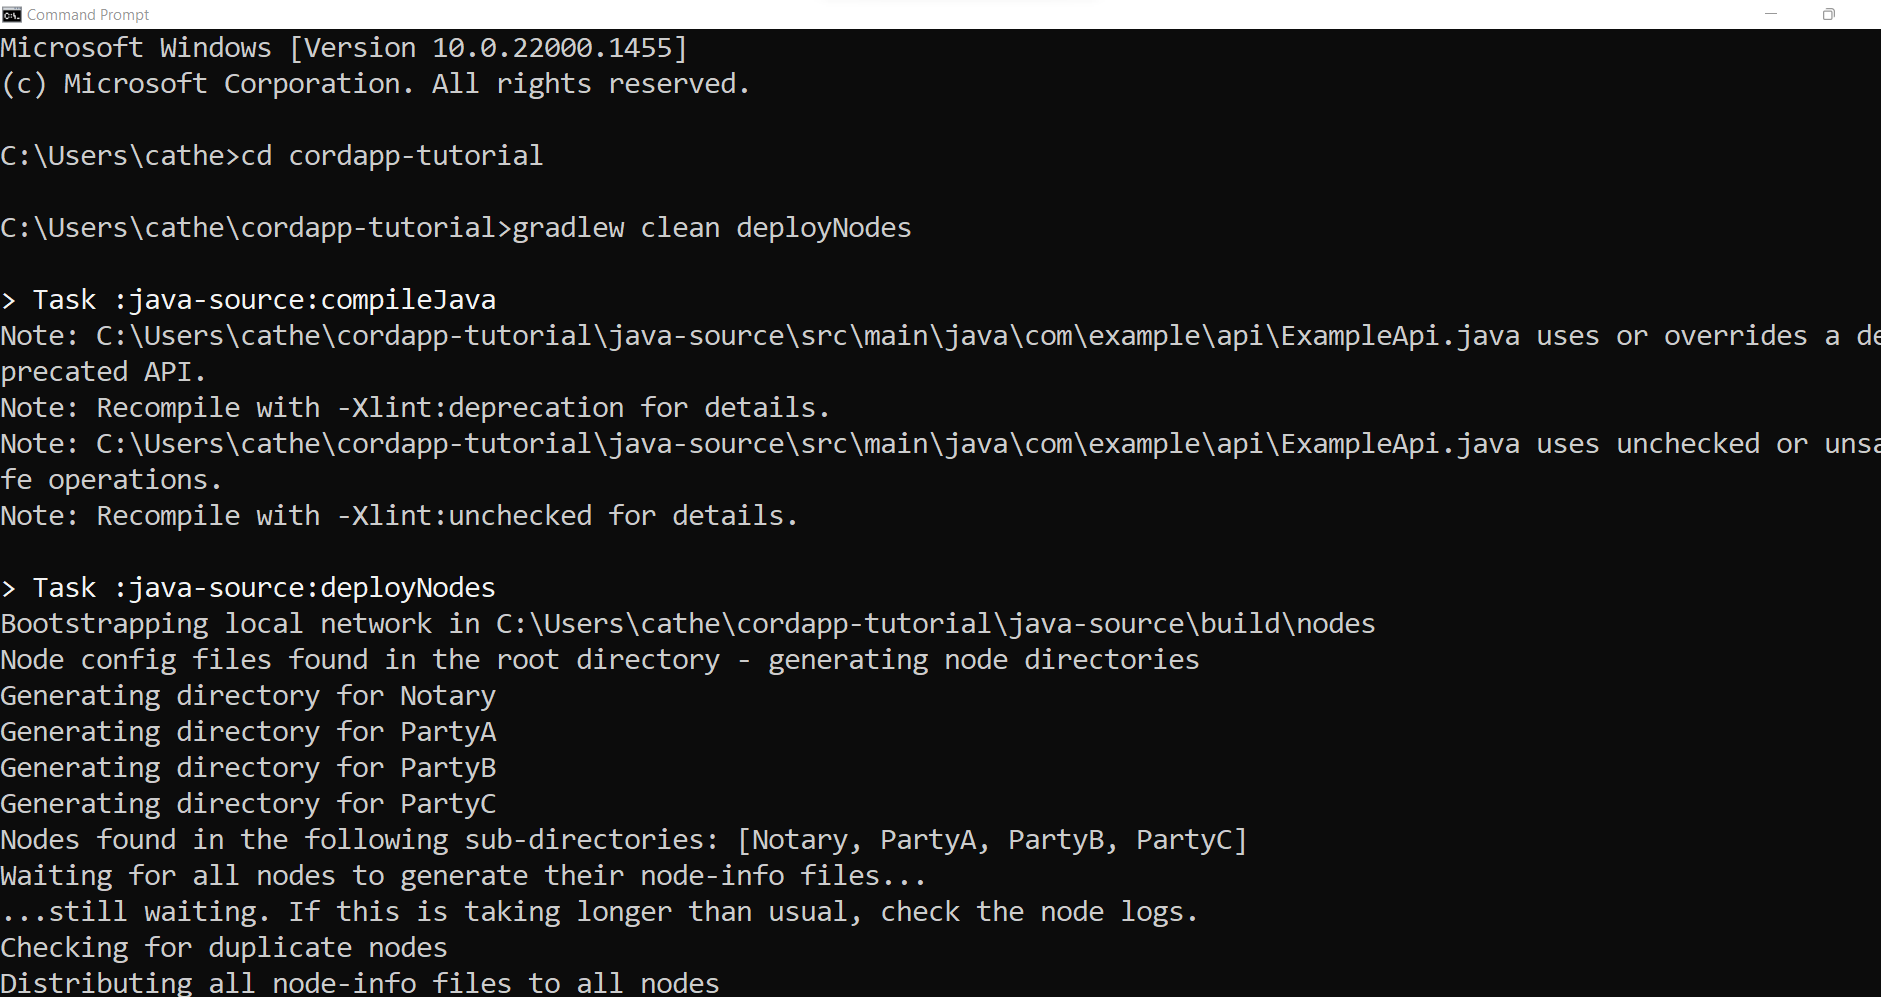 Command Prompt
Microsoft Windows [Version 10.0.22000.1455]
(c) Microsoft Corporation. All rights reserved.
C:\Users\cathe>cd cordapp-tutorial
C:\Users\cathe\cordapp-tutorial>gradlew clean deployNodes
> Task :java-source:compileJava
Note: C:\Users\cathe\cordapp-tutorial\java-source\src\main\java\com\example\api\ExampleApi.java uses or overrides a de
precated API.
Note: Recompile with -Xlint:deprecation for details.
Note: C:\Users\cathe\cordapp-tutorial\java-source\src\main\java\com\example\api\ExampleApi.java uses unchecked or unsa
fe operations.
Note: Recompile with -Xlint:unchecked for details.
> Task :java-source:deployNodes
Bootstrapping local network in C:\Users\cathe\cordapp-tutorial\java-source\build\nodes
Node config files found in the root directory - generating node directories
Generating directory for Notary
Generating directory for PartyA
Generating directory for PartyB
Generating directory for PartyC
Nodes found in the following sub-directories: [Notary, PartyA, PartyB, PartyC]
Waiting for all nodes to generate their node-info files...
...still waiting. If this is taking longer than usual, check the node logs.
Checking for duplicate nodes
Distributing all node-info files to all nodes